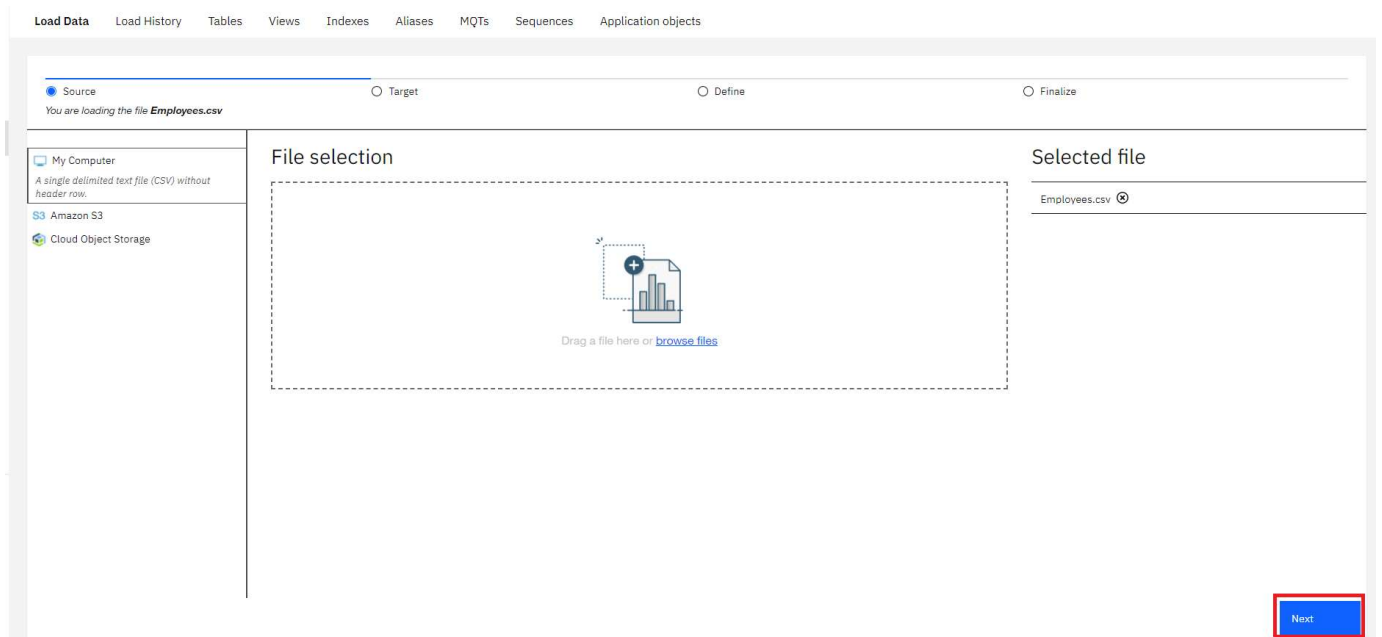 Load Data Load History Tables Views Indexes Aliases MQTs Sequences Application objects
Source Target Define Finalize
You are loading the file Employees.csv
My Computer
A single delimited text file (CSV) without
header row.
S3 Amazon S3
Cloud Object Storage
File selection
Drag a file here or browse files
Selected file
Employees.csv
Next